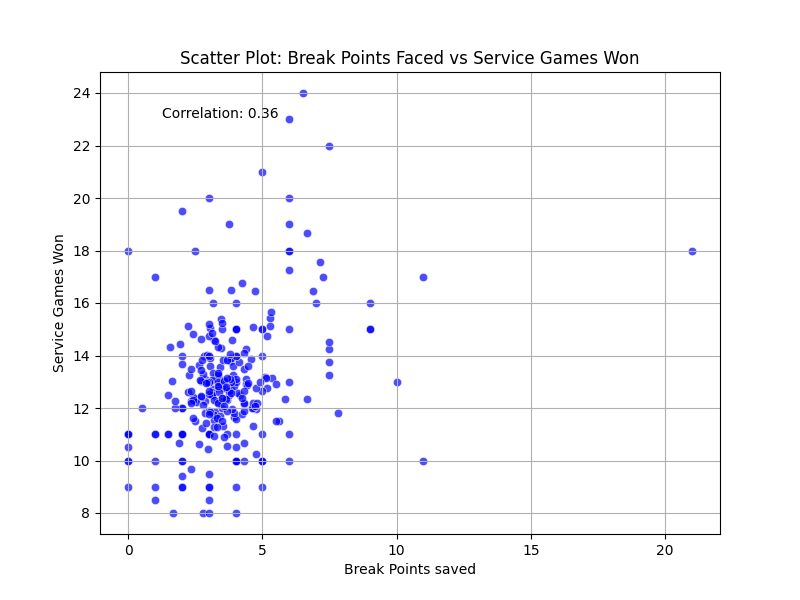 Scatter Plot: Break Points Faced vs Service Games Won
Correlation: 0.36
24
22
20
18
16
14
12
10
8
Service Games Won
0 5 10 15 20
Break Points saved